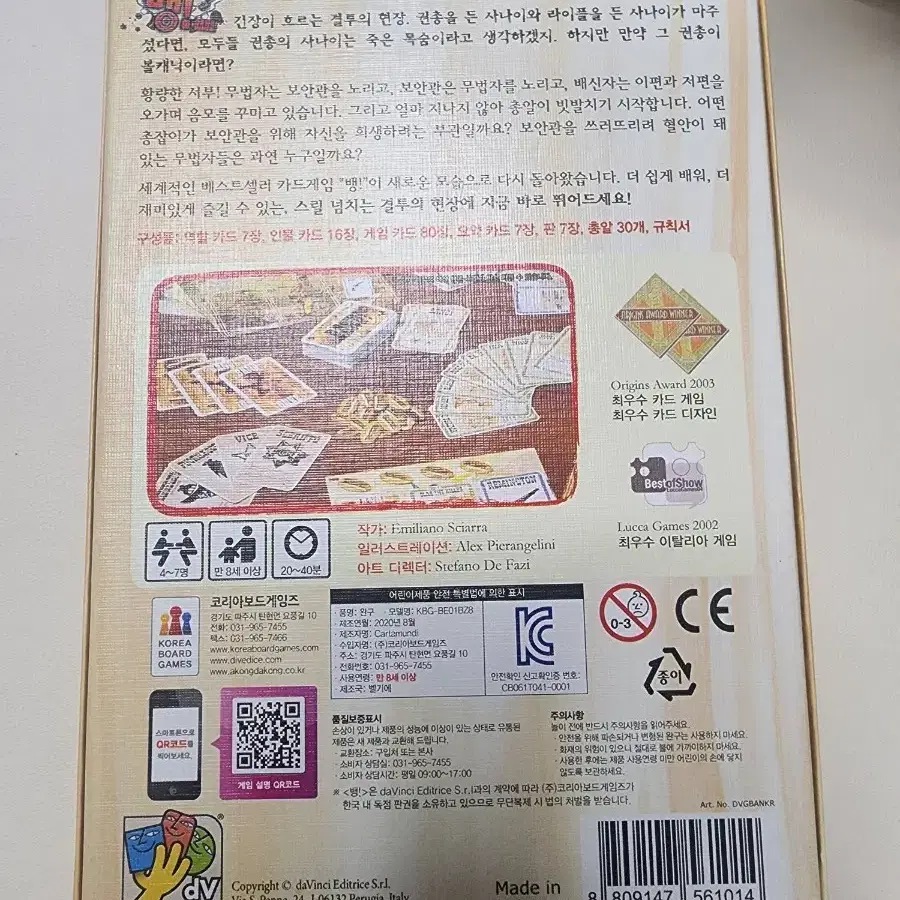 뱅!
긴장이 흐르는 결투의 현장. 권총을 든 사나이와 라이플을 든 사나이가 마주
섰다면, 모두들 권총의 사나이는 죽은 목숨이라고 생각하겠지. 하지만 만약 그 권총이
볼캐닉이라면?
황량한 서부! 무법자는 보안관을 노리고, 보안관은 무법자를 노리고, 배신자는 이편과 저편을
오가며 음모를 꾸미고 있습니다. 그리고 얼마 지나지 않아 총알이 빗발치기 시작합니다. 어떤
총잡이가 보안관을 위해 자신을 희생하려는 부관일까요? 보안관을 쓰러뜨리려 혈안이 돼
있는 무법자들은 과연 누구일까요?
세계적인 베스트셀러 카드게임 "뱅!"이 새로운 모습으로 다시 돌아왔습니다. 더 쉽게 배워, 더
재미있게 즐길 수 있는, 스릴 넘치는 결투의 현장에 지금 바로 뛰어드세요!
구성물: 역할 카드 7장, 인물 카드 16장, 게임 카드 80장, 요약 카드 7장, 판 7장, 총알 30개, 규칙서
ORIGINS AWARD WINNER
WINNER
Origins Award 2003
최우수 카드 게임
최우수 카드 디자인
VICE
REMINGTON
BestofShow
Lucca Games 2002
최우수 이탈리아 게임
4~7명
만 8세 이상
20~40분
작가: Emiliano Sciarra
일러스트레이션: Alex Pierangelini
아트 디렉터: Stefano De Fazi
KOREA
BOARD
GAMES
코리아보드게임즈
경기도 파주시 탄현면 요풍길 10
전화: 031-965-7455
팩스: 031-965-7466
www.koreaboardgames.com
www.divedice.com
www.akongdakong.co.kr
어린이제품 안전 특별법에 의한 표시
· 품명: 완구 · 모델명: KBG-BE01BZ8
· 제조연월: 2020년 8월
· 제조자명: Cartamundi
· 수입자명: (주)코리아보드게임즈
· 주소: 경기도 파주시 탄현면 요풍길 10
· 전화번호: 031-965-7455
· 사용연령: 만 8세 이상
· 제조국: 벨기에
안전확인 신고확인증 번호:
CB061T041-0001
0-3
CE
종이
스마트폰으로
QR코드를
찍어보세요.
게임 설명 QR코드
품질보증표시
손상이 있거나 제품의 성능에 이상이 있는 상태로 유통된
제품은 새 제품과 교환해 드립니다.
· 교환장소: 구입처 또는 본사
· 소비자 상담실: 031-965-7455
· 소비자 상담시간: 평일 09:00~17:00
주의사항
놀이 전에 반드시 주의사항을 읽어주세요.
· 안전을 위해 파손되거나 변형된 완구는 사용하지 마세요.
· 화재의 위험이 있으니 절대로 불에 가까이하지 마세요.
· 사용한 후에는 제품 사용연령 미만 어린이의 손에 닿지
않도록 보관하세요.
※ <뱅!>은 daVinci Editrice S.r.l.과의 계약에 따라 (주)코리아보드게임즈가
한국 내 독점 판권을 소유하고 있으므로 무단복제 시 법의 처벌을 받습니다.
Art. No. DVGBANKR
dV
Copyright © daVinci Editrice S.r.l.
Via S. Penna, 24 - I-06132 Perugia, Italy
Made in
8 809147 561014